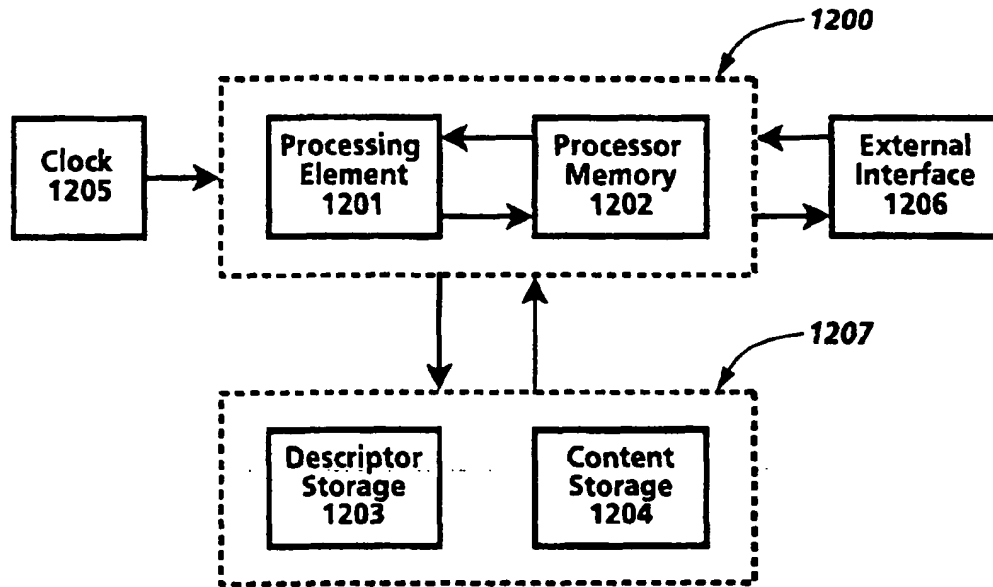 1200
Clock
1205
Processing
Element
1201
Processor
Memory
1202
External
Interface
1206
1207
Descriptor
Storage
1203
Content
Storage
1204